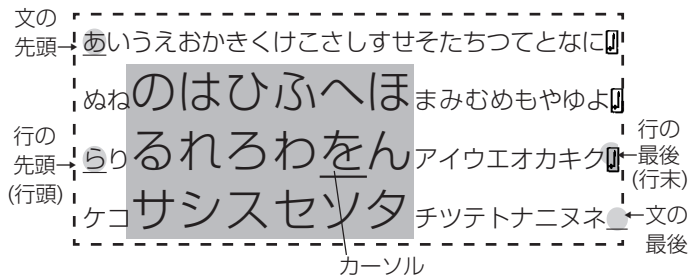 文の
先頭→
あいうえおかきくけこさしすせそたちつてとなに↲
ぬねのはひふへほまみむめもやゆよ↲
行の
先頭→
(行頭)
らりるれろわをんアイウエオカキク↲
←行の
最後
(行末)
ケコサシスセソタチツテトナニヌネ
←文の
最後
カーソル